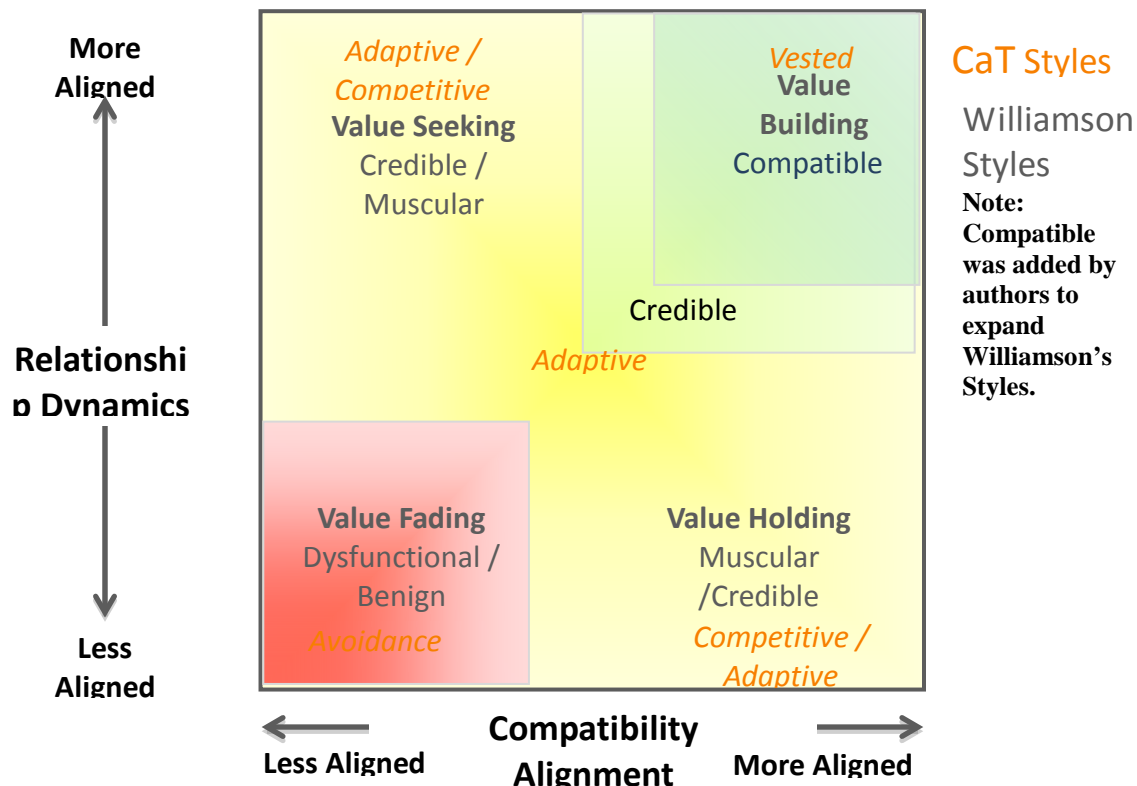 More
Aligned
Relationshi
p Dynamics
Less
Aligned
Adaptive /
Competitive
Value Seeking
Credible /
Muscular
Vested
Value
Building
Compatible
Credible
Adaptive
Value Fading
Dysfunctional /
Benign
Avoidance
Value Holding
Muscular
/Credible
Competitive /
Adaptive
CaT Styles
Williamson
Styles
Note:
Compatible
was added by
authors to
expand
Williamson’s
Styles.
Less Aligned
Compatibility
Alignment
More Aligned